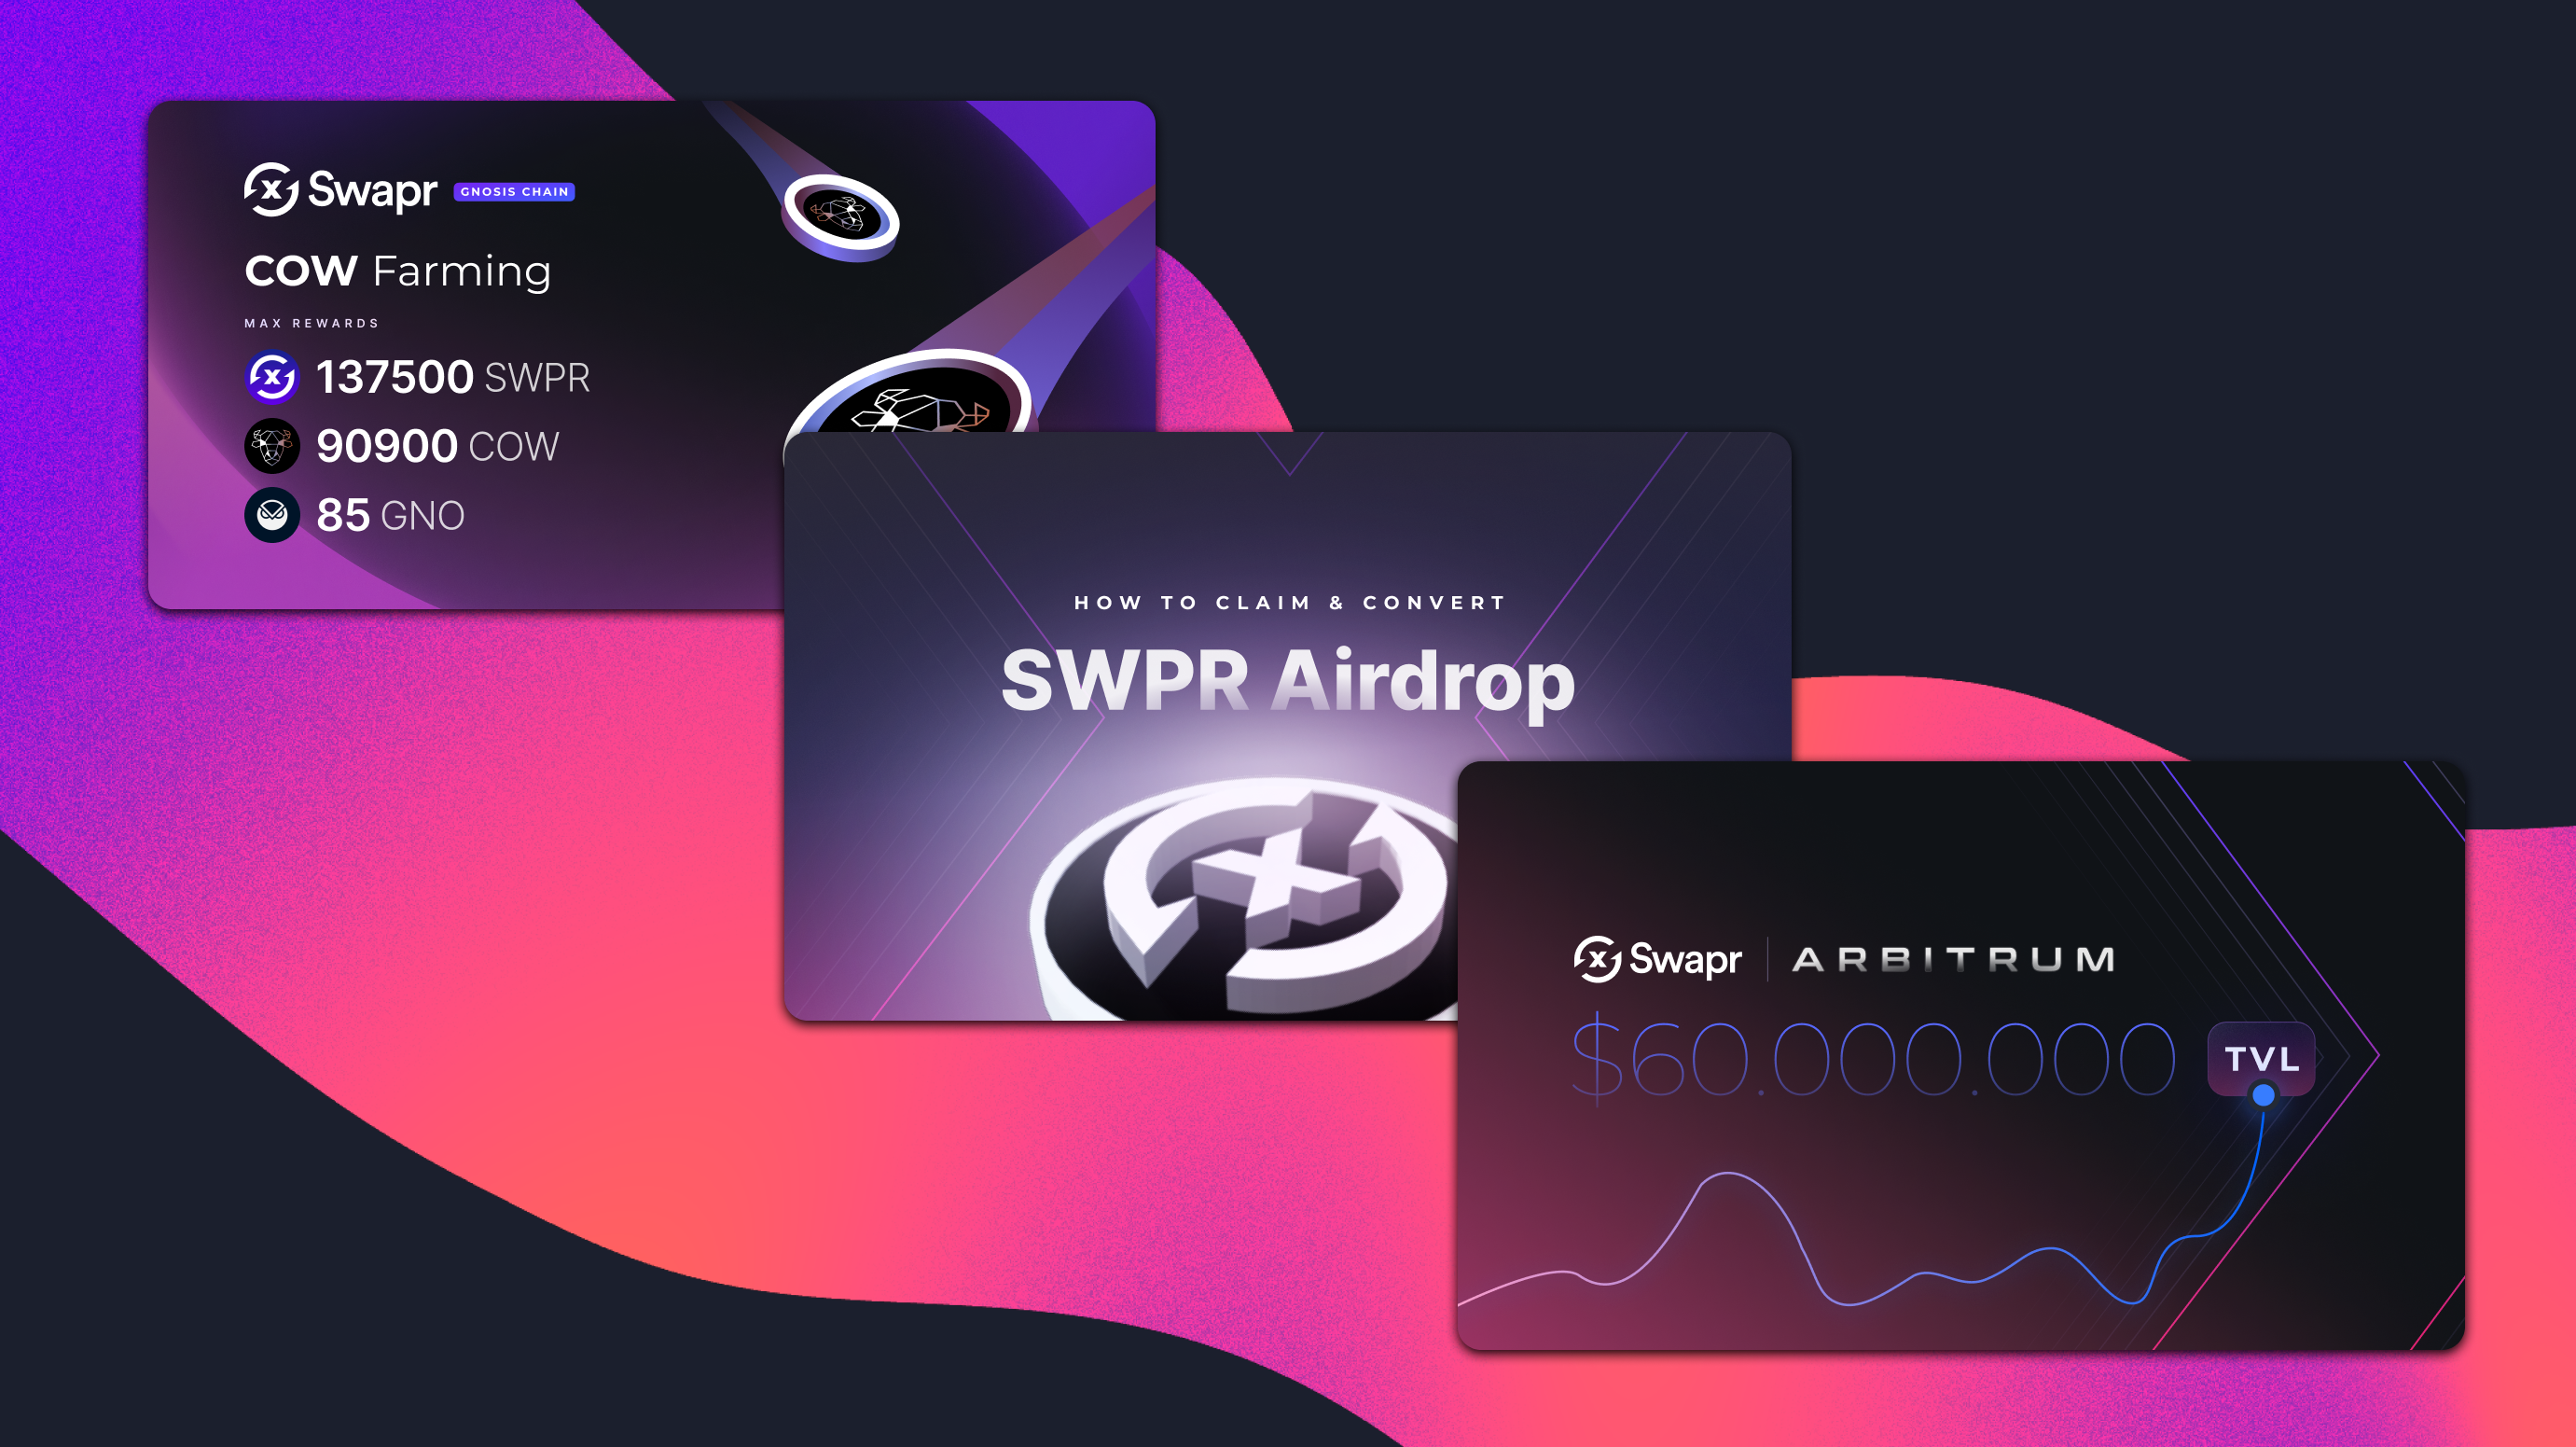 Swapr GNOSIS CHAIN
COW Farming
MAX REWARDS
137500 SWPR
90900 COW
85 GNO
HOW TO CLAIM & CONVERT
SWPR Airdrop
Swapr ARBITRUM
$60.000.000 TVL